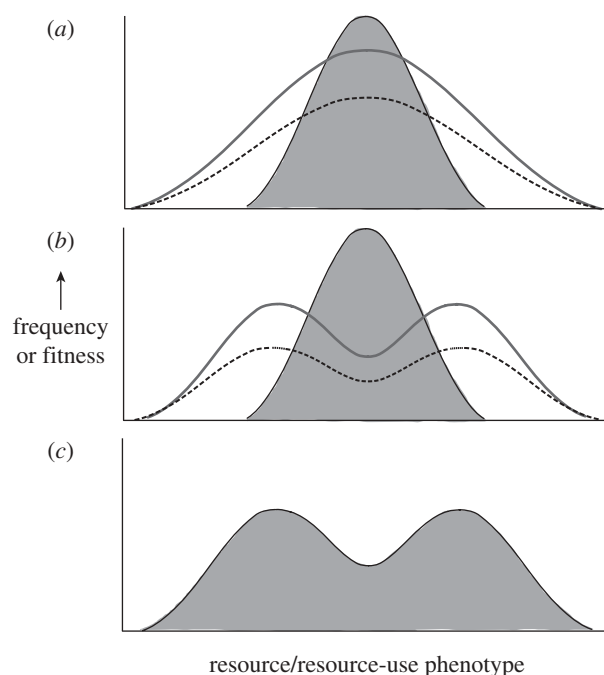 (a)
(b)
frequency
or fitness
(c)
resource/resource-use phenotype